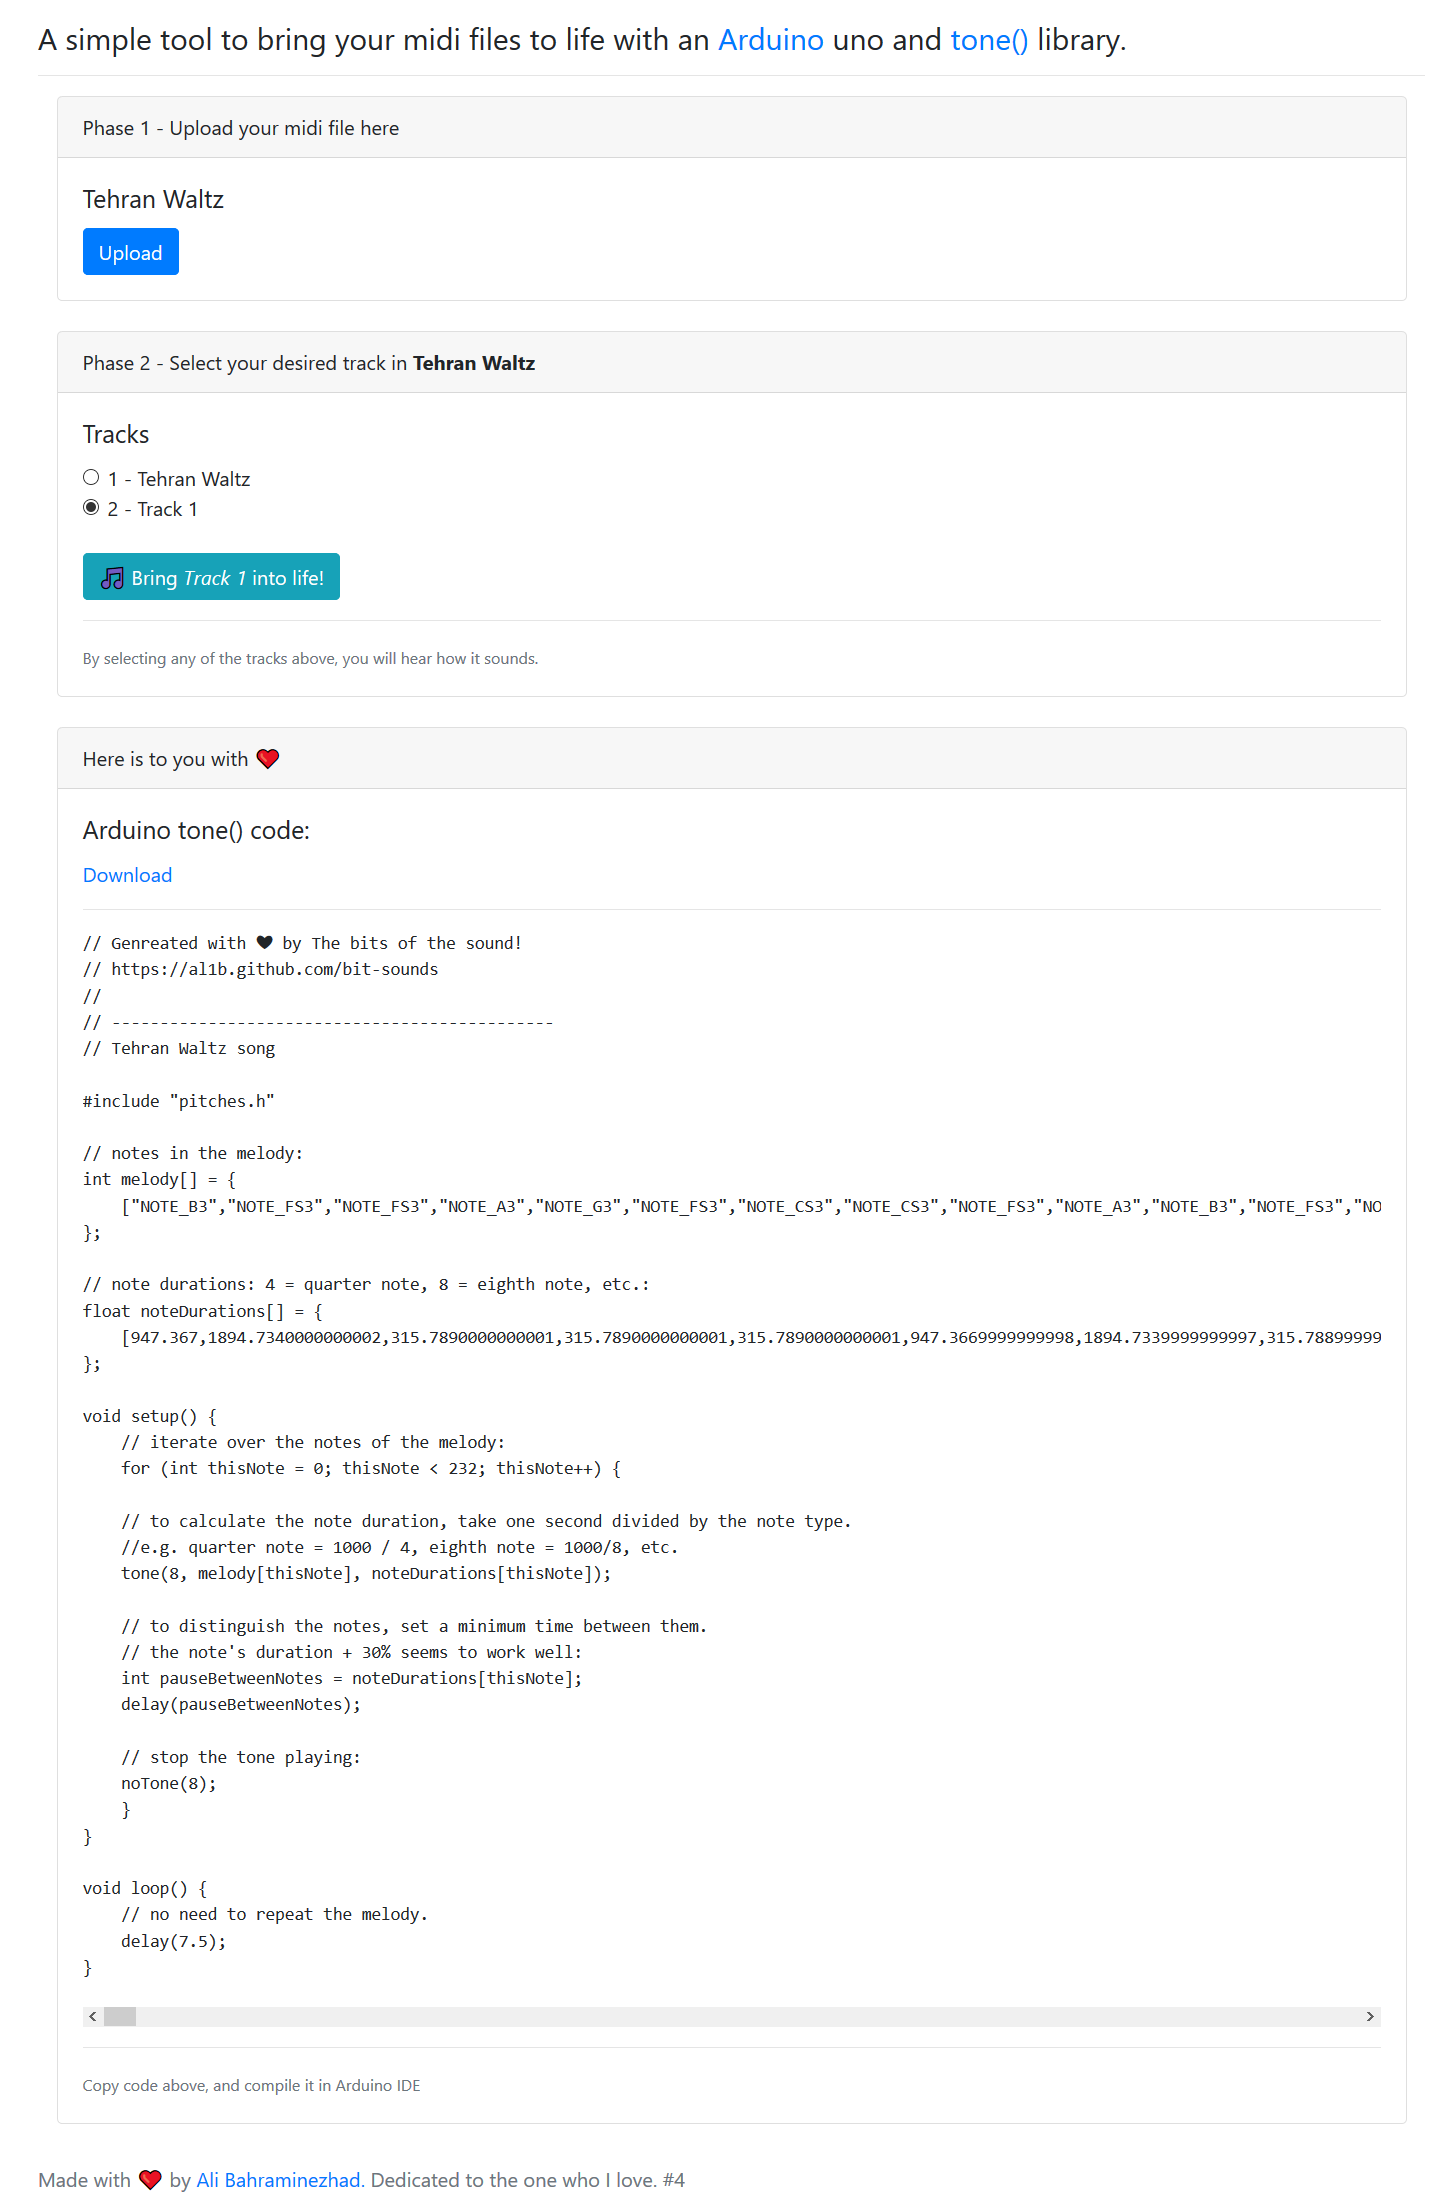 A simple tool to bring your midi files to life with an Arduino uno and tone() library.
Phase 1 - Upload your midi file here
Tehran Waltz
Upload
Phase 2 - Select your desired track in Tehran Waltz
Tracks
1 - Tehran Waltz
2 - Track 1
🎵 Bring Track 1 into life!
By selecting any of the tracks above, you will hear how it sounds.
Here is to you with ❤
Arduino tone() code:
Download
// Genreated with ♥ by The bits of the sound!
// https://al1b.github.com/bit-sounds
//
// ----------------------------------------------
// Tehran Waltz song
#include "pitches.h"
// notes in the melody:
int melody[] = {
["NOTE_B3","NOTE_FS3","NOTE_FS3","NOTE_A3","NOTE_G3","NOTE_FS3","NOTE_CS3","NOTE_CS3","NOTE_FS3","NOTE_A3","NOTE_B3","NOTE_FS3","NO
};
// note durations: 4 = quarter note, 8 = eighth note, etc.:
float noteDurations[] = {
[947.367,1894.7340000000002,315.7890000000001,315.7890000000001,315.7890000000001,947.3669999999998,1894.7339999999997,315.78899999
};
void setup() {
// iterate over the notes of the melody:
for (int thisNote = 0; thisNote < 232; thisNote++) {
// to calculate the note duration, take one second divided by the note type.
//e.g. quarter note = 1000 / 4, eighth note = 1000/8, etc.
tone(8, melody[thisNote], noteDurations[thisNote]);
// to distinguish the notes, set a minimum time between them.
// the note's duration + 30% seems to work well:
int pauseBetweenNotes = noteDurations[thisNote];
delay(pauseBetweenNotes);
// stop the tone playing:
noTone(8);
}
}
void loop() {
// no need to repeat the melody.
delay(7.5);
}
Copy code above, and compile it in Arduino IDE
Made with ❤ by Ali Bahraminezhad. Dedicated to the one who I love. #4